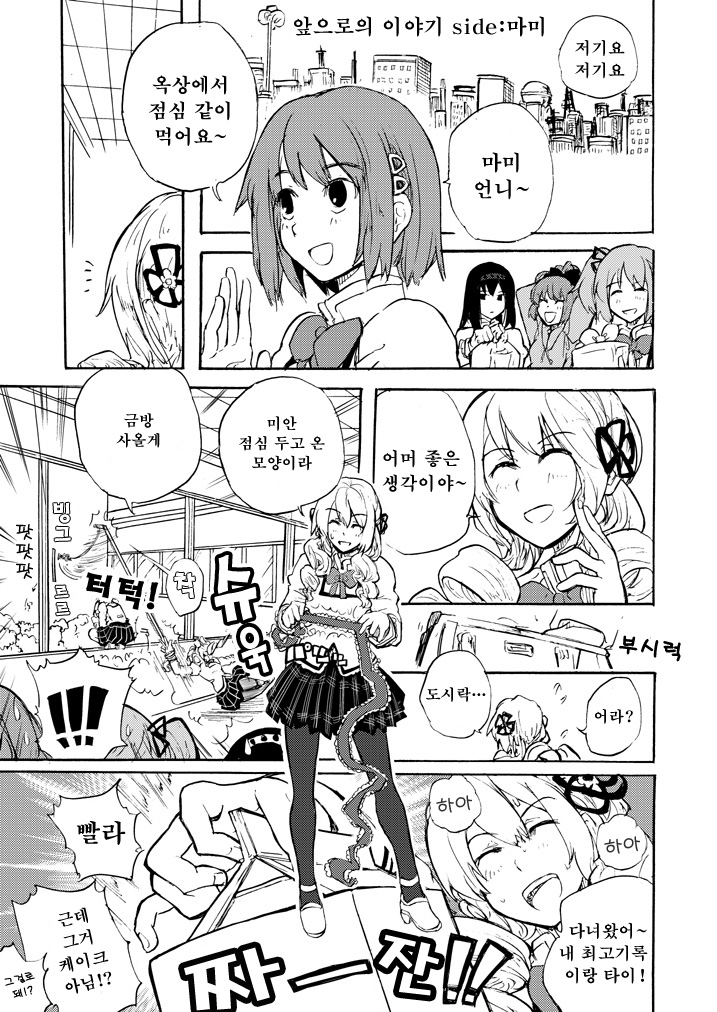 앞으로의 이야기 side:마미
저기요
저기요
마미
언니~
옥상에서
점심 같이
먹어요~
어머 좋은
생각이야~
부시럭
어라?
도시락…
미안
점심 두고 온
모양이라
금방
사올게
슈욱
착
터턱!
빙그르르
팟
팟
팟
!!!
하아
하아
다녀왔어~
내 최고기록
이랑 타이!
짜ー잔!!
빨라
근데
그거
케이크
아님!?
그걸로
돼!?